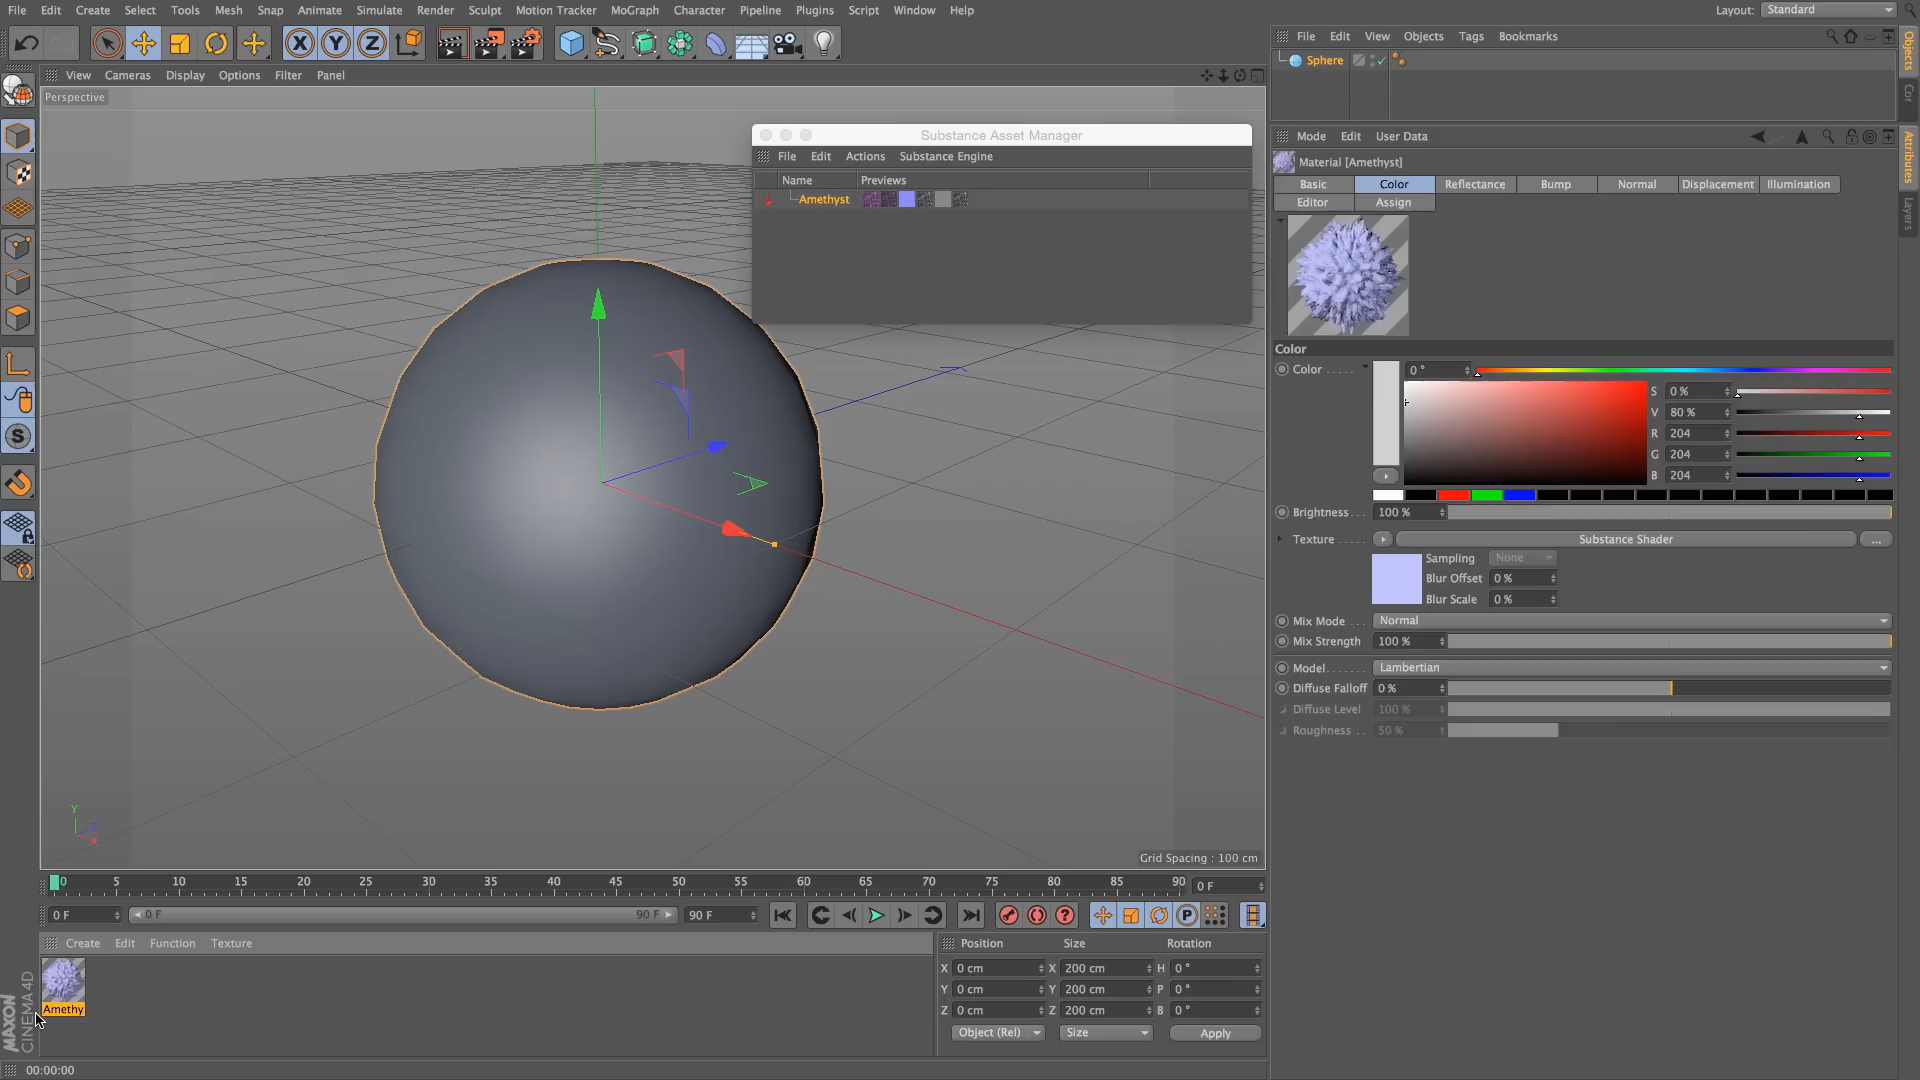 File Edit Create Select Tools Mesh Snap Animate Simulate Render Sculpt Motion Tracker MoGraph Character Pipeline Plugins Script Window Help Layout: Standard
File Edit View Objects Tags Bookmarks
Sphere
View Cameras Display Options Filter Panel
Perspective
Substance Asset Manager
File Edit Actions Substance Engine
Name Previews
Amethyst
Mode Edit User Data
Material [Amethyst]
Basic Color Reflectance Bump Normal Displacement Illumination
Editor Assign
Color
Color 0 °
S 0 %
V 80 %
R 204
G 204
B 204
Brightness 100 %
Texture Substance Shader ...
Sampling None
Blur Offset 0 %
Blur Scale 0 %
Mix Mode Normal
Mix Strength 100 %
Model Lambertian
Diffuse Falloff 0 %
Diffuse Level 100 %
Roughness 50 %
Objects
Cor
Attributes
Layers
X Y Z
S
Y
Z
X
Grid Spacing : 100 cm
0 5 10 15 20 25 30 35 40 45 50 55 60 65 70 75 80 85 90 0 F
0 F 0 F 90 F 90 F ? P
Create Edit Function Texture
Amethy
Position Size Rotation
X 0 cm X 200 cm H 0 °
Y 0 cm Y 200 cm P 0 °
Z 0 cm Z 200 cm B 0 °
Object (Rel) Size Apply
MAXON
CINEMA 4D
00:00:00